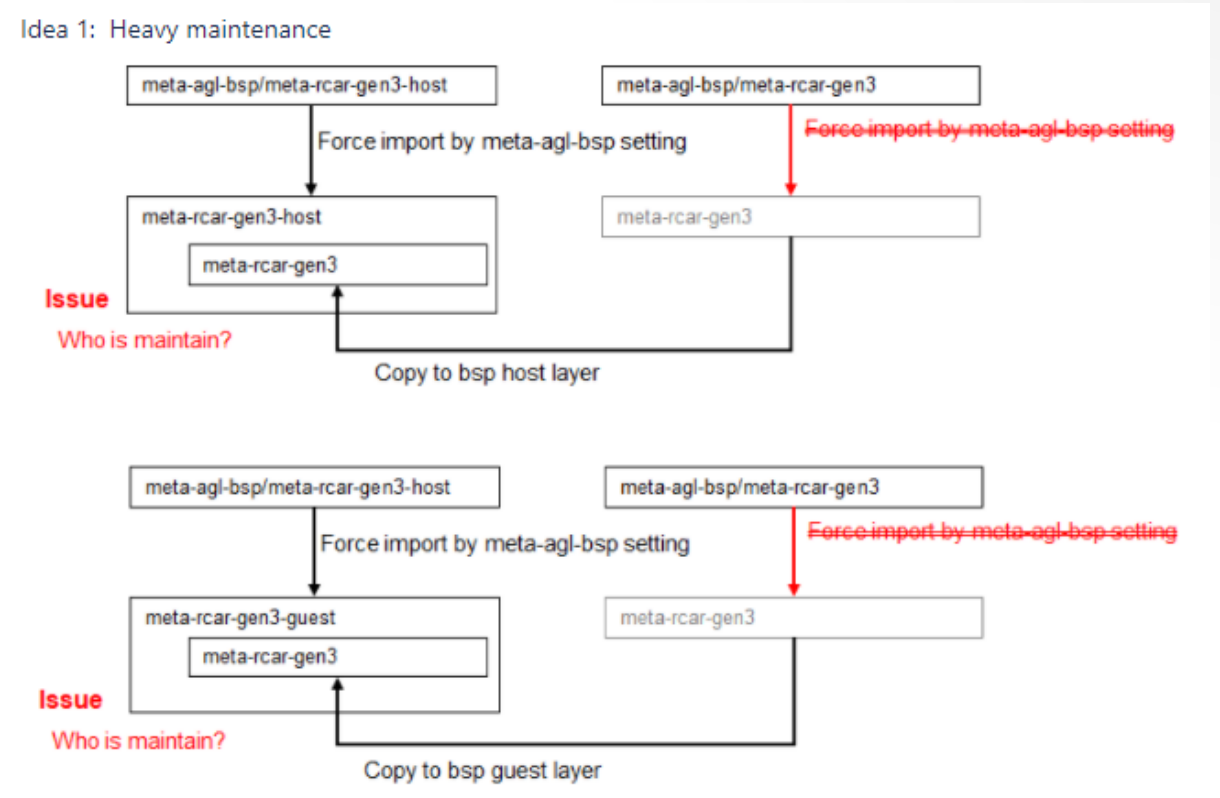 Idea 1:  Heavy maintenance
meta-agl-bsp/meta-rcar-gen3-host
meta-agl-bsp/meta-rcar-gen3
Force import by meta-agl-bsp setting
Force import by meta-agl-bsp setting
meta-rcar-gen3-host
meta-rcar-gen3
meta-rcar-gen3
Issue
Who is maintain?
Copy to bsp host layer
meta-agl-bsp/meta-rcar-gen3-host
meta-agl-bsp/meta-rcar-gen3
Force import by meta-agl-bsp setting
Force import by meta-agl-bsp setting
meta-rcar-gen3-guest
meta-rcar-gen3
meta-rcar-gen3
Issue
Who is maintain?
Copy to bsp guest layer